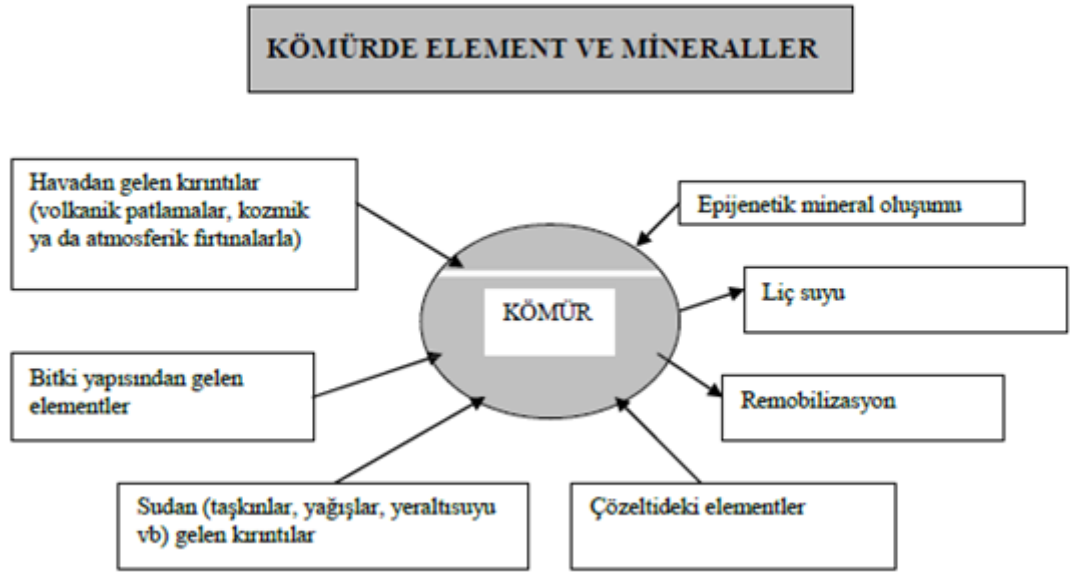 KÖMÜRDE ELEMENT VE MİNERALLER
Havadan gelen kırıntılar
(volkanik patlamalar, kozmik
ya da atmosferik fırtınalarla)
Epijenetik mineral oluşumu
Liç suyu
KÖMÜR
Bitki yapısından gelen
elementler
Remobilizasyon
Sudan (taşkınlar, yağışlar, yeraltısuyu
vb) gelen kırıntılar
Çözeltideki elementler